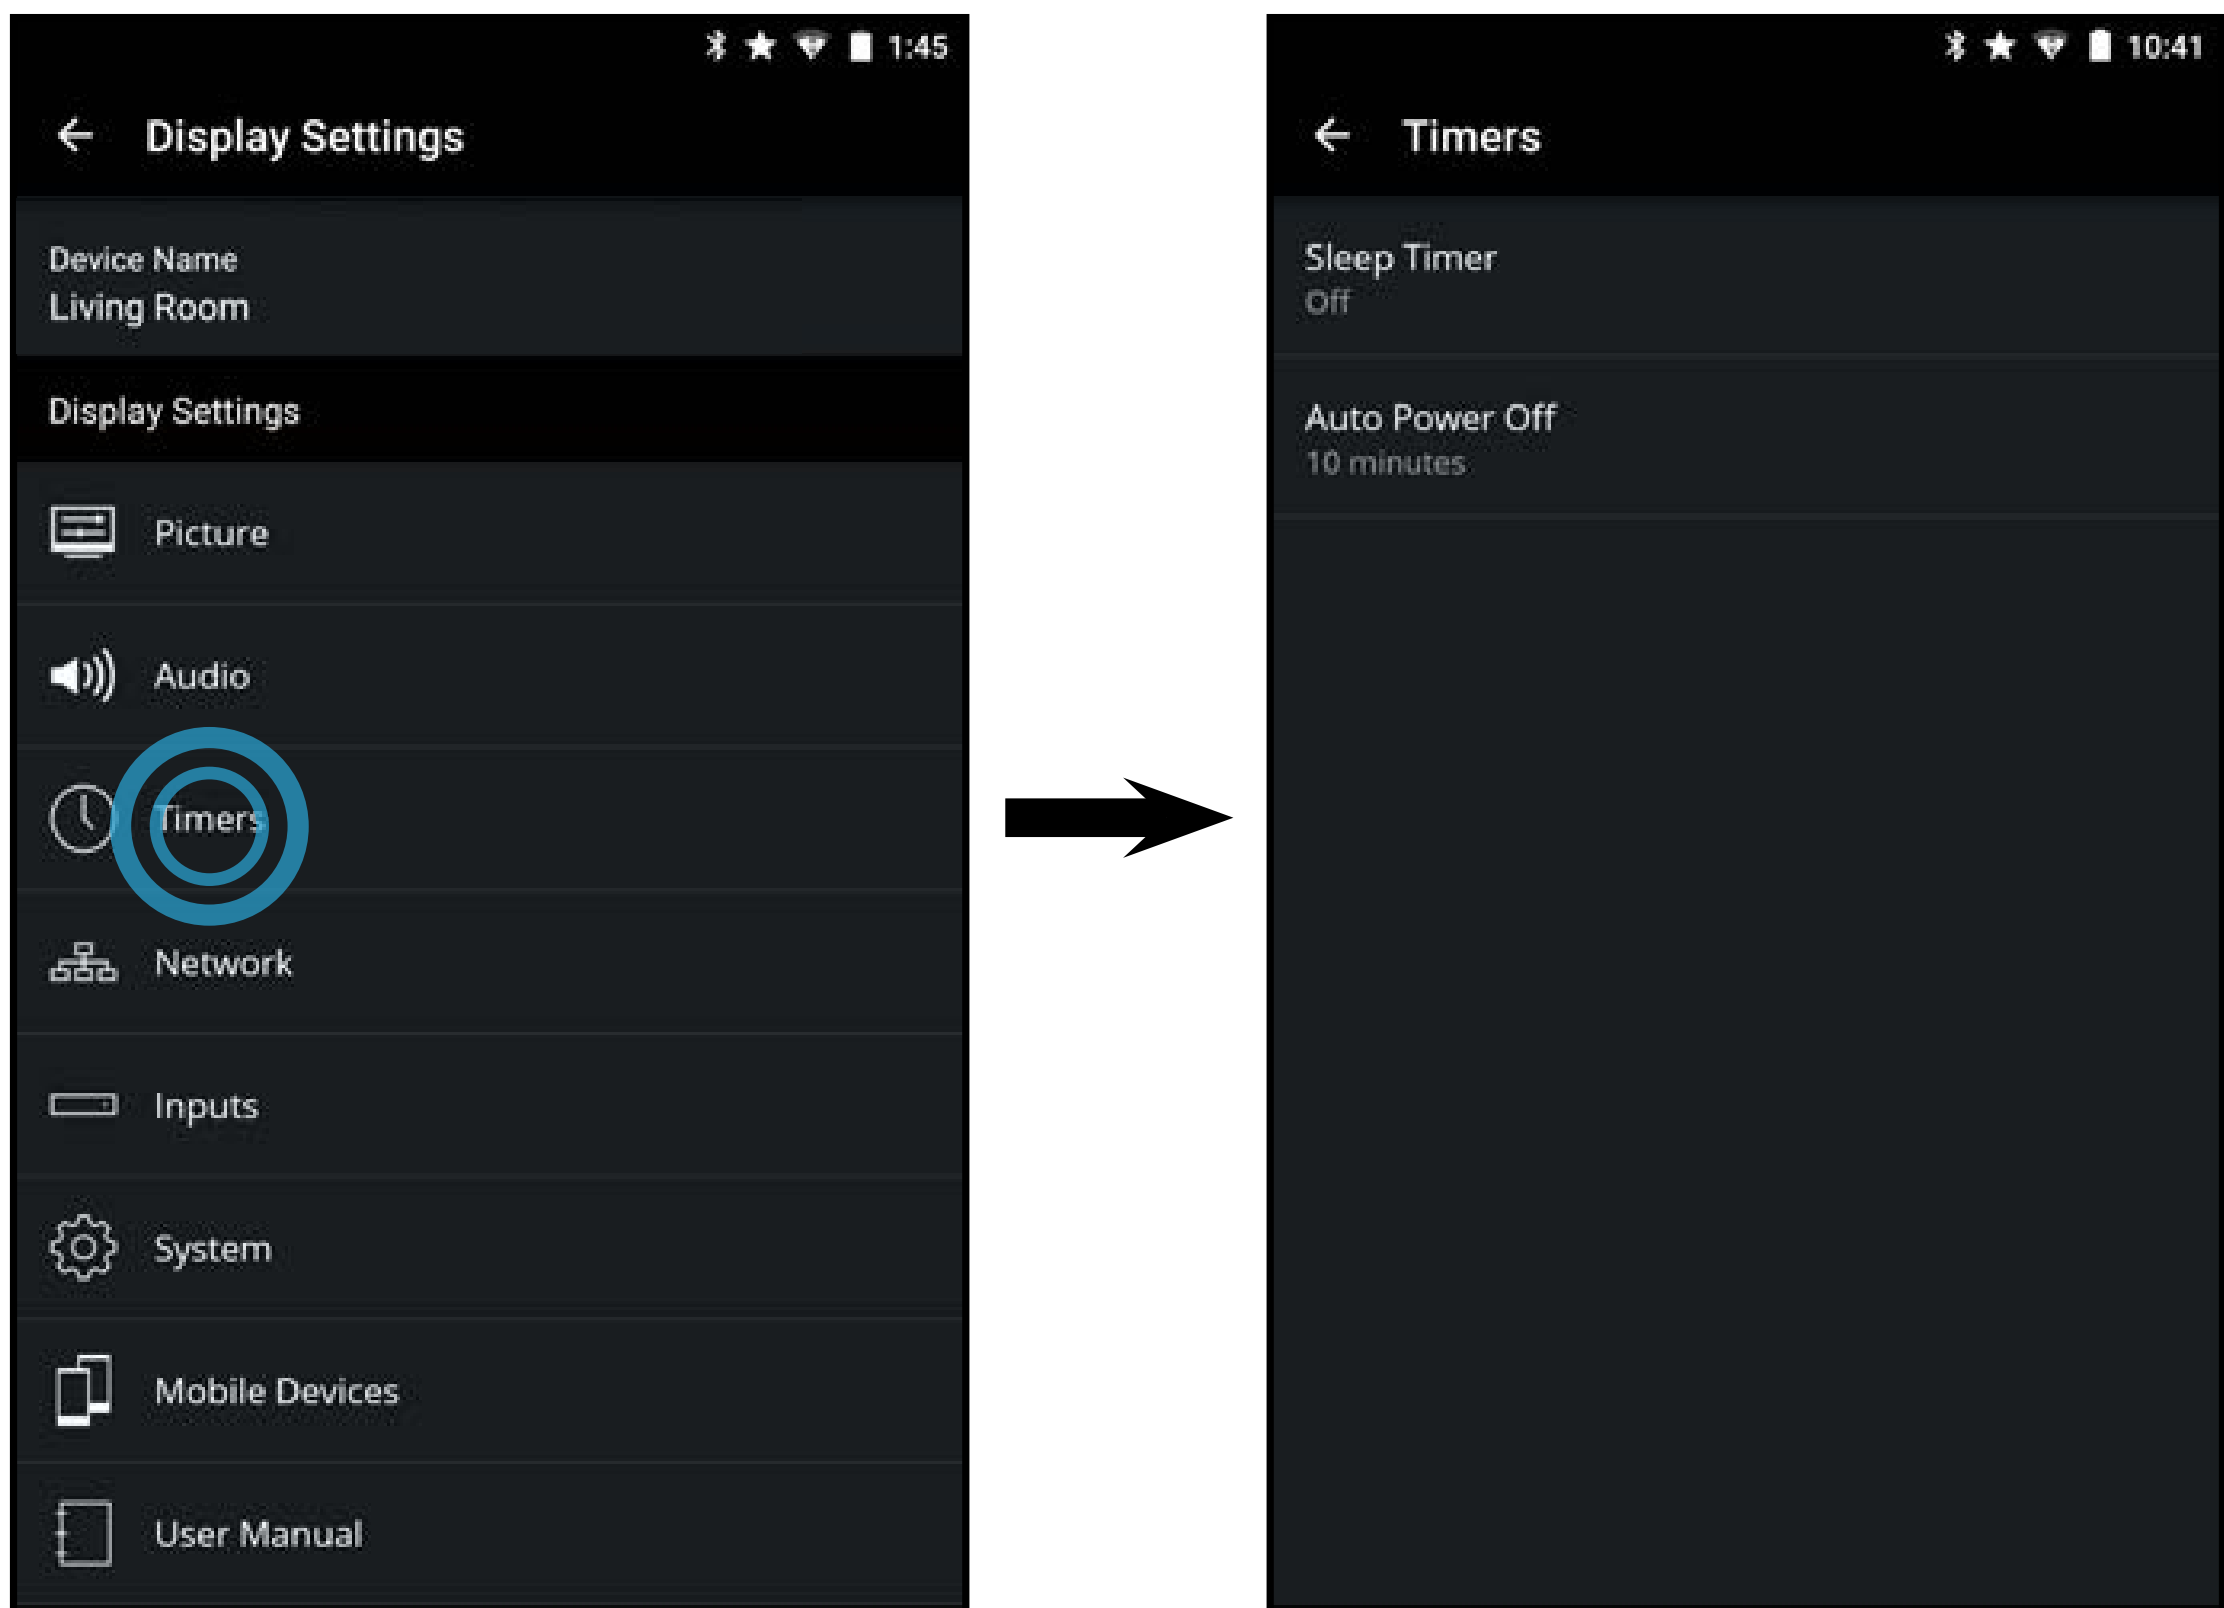 1:45
Display Settings
Device Name
Living Room
Display Settings
Picture
Audio
Timers
Network
Inputs
System
Mobile Devices
User Manual
10:41
Timers
Sleep Timer
Off
Auto Power Off
10 minutes